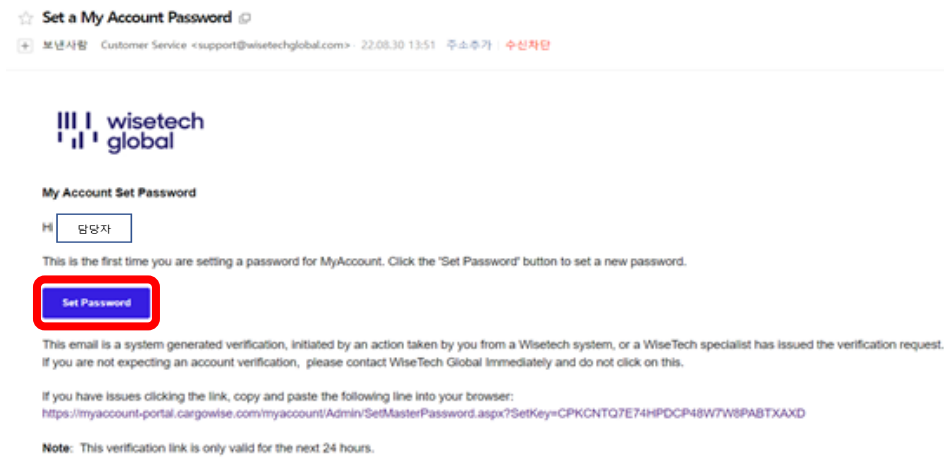 Set a My Account Password
보낸사람 Customer Service <support@wisetechglobal.com> 22.08.30 13:51 주소추가 수신차단
wisetech
global
My Account Set Password
Hi 담당자
This is the first time you are setting a password for MyAccount. Click the 'Set Password' button to set a new password.
Set Password
This email is a system generated verification, initiated by an action taken by you from a Wisetech system, or a WiseTech specialist has issued the verification request.
If you are not expecting an account verification, please contact WiseTech Global Immediately and do not click on this.
If you have issues clicking the link, copy and paste the following line into your browser:
https://myaccount-portal.cargowise.com/myaccount/Admin/SetMasterPassword.aspx?SetKey=CPKCNTQ7E74HPDCP48W7W8PABTXAXD
Note: This verification link is only valid for the next 24 hours.